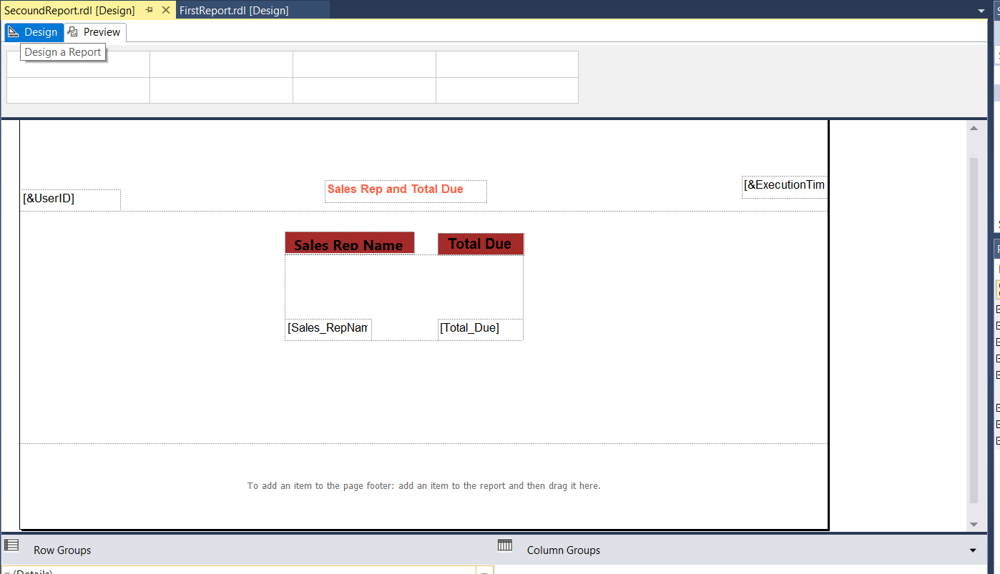 SecoundReport.rdl [Design] FirstReport.rdl [Design]
Design Preview
Design a Report
[&UserID]
Sales Rep and Total Due
[&ExecutionTim
Sales Rep Name Total Due
[Sales_RepNam [Total_Due]
To add an item to the page footer: add an item to the report and then drag it here.
Row Groups Column Groups
(Details)